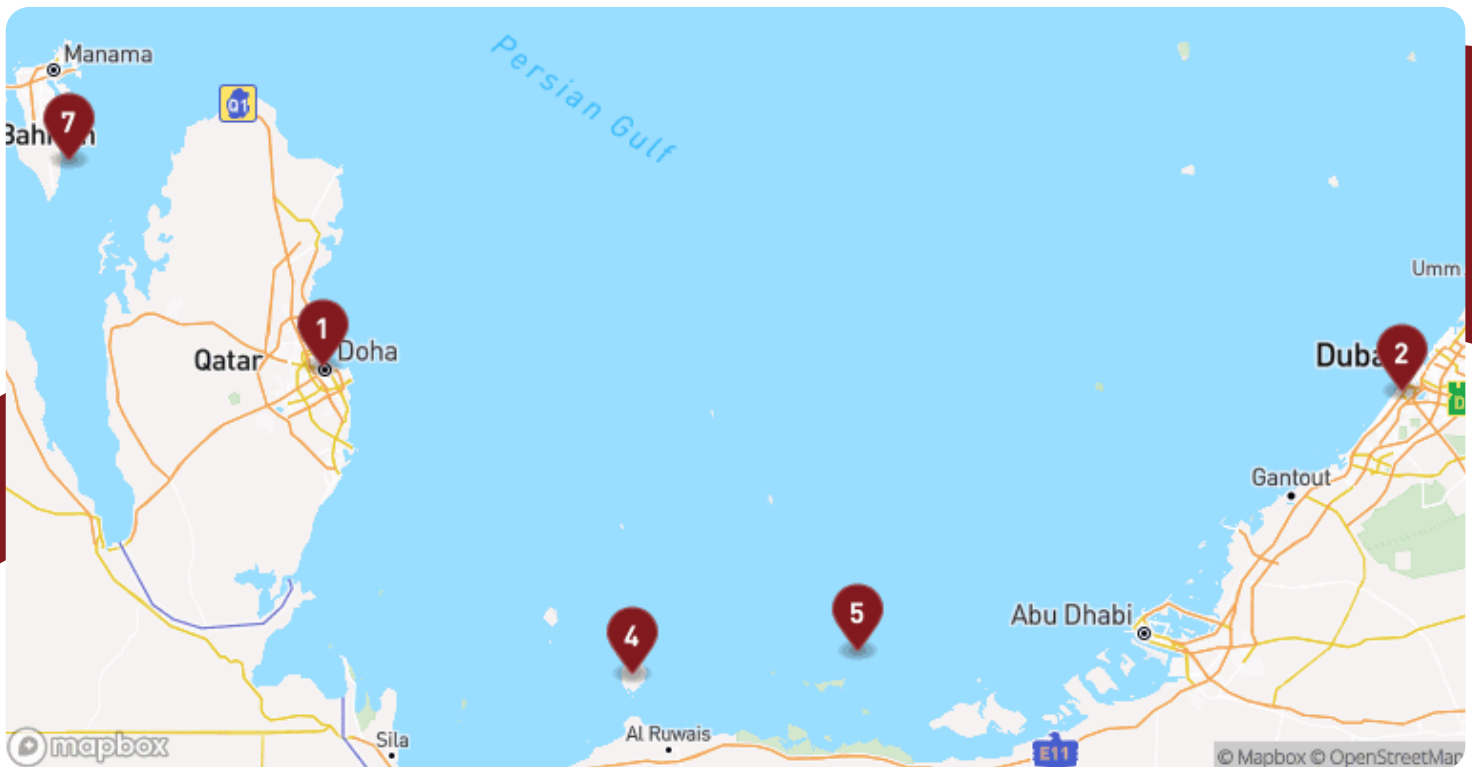 Manama
Persian Gulf
Q1
7
Bahn
1
Qatar
Doha
Umm
Duba
2
D
Gantout
5
4
Abu Dhabi
Al Ruwais
Sila
E11
mapbox
© Mapbox © OpenStreetMap